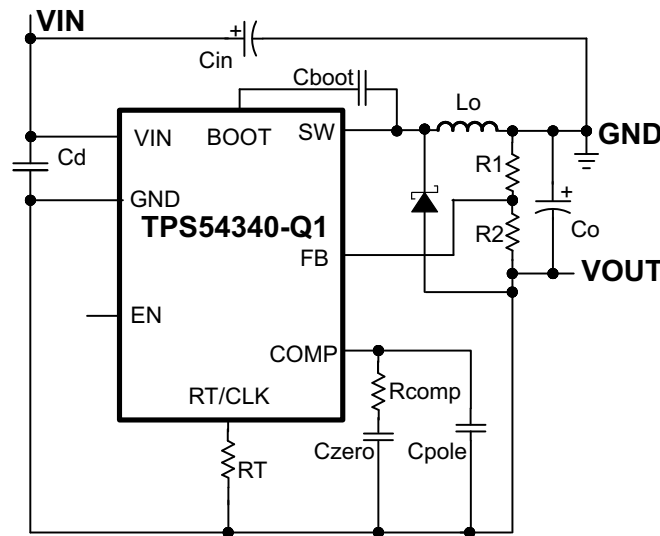 VIN
Cin
Cboot
Lo
VIN
BOOT
SW
GND
Cd
R1
GND
TPS54340-Q1
R2
Co
FB
VOUT
EN
COMP
RT/CLK
Rcomp
RT
Czero
Cpole
+
+